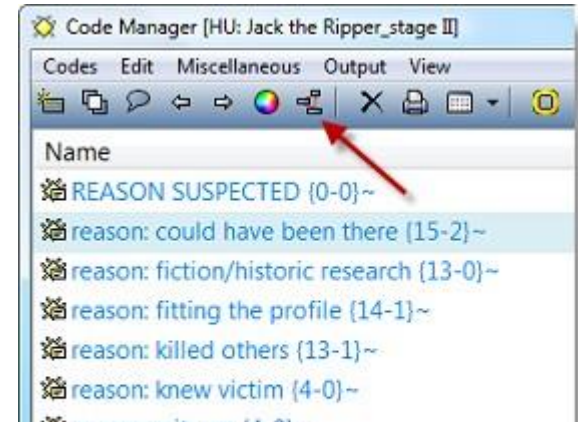 Code Manager [HU: Jack the Ripper_stage II]
Codes Edit Miscellaneous Output View
Name
REASON SUSPECTED {0-0}~
reason: could have been there {15-2}~
reason: fiction/historic research {13-0}~
reason: fitting the profile {14-1}~
reason: killed others {13-1}~
reason: knew victim {4-0}~